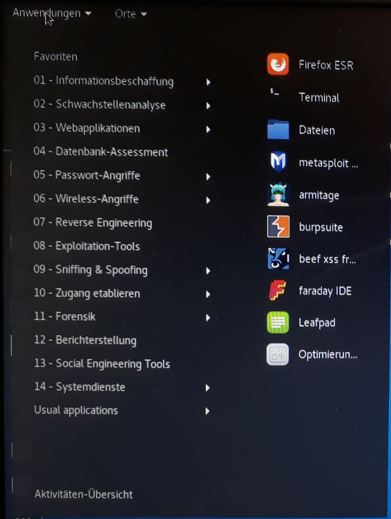 Anwendungen Orte
Favoriten
01 - Informationsbeschaffung
02 - Schwachstellenanalyse
03 - Webapplikationen
04 - Datenbank-Assessment
05 - Passwort-Angriffe
06 - Wireless-Angriffe
07 - Reverse Engineering
08 - Exploitation-Tools
09 - Sniffing & Spoofing
10 - Zugang etablieren
11 - Forensik
12 - Berichterstellung
13 - Social Engineering Tools
14 - Systemdienste
Usual applications
Aktivitäten-Übersicht
Firefox ESR
Terminal
Dateien
metasploit ...
armitage
burpsuite
beef xss fr...
faraday IDE
Leafpad
Optimierun...